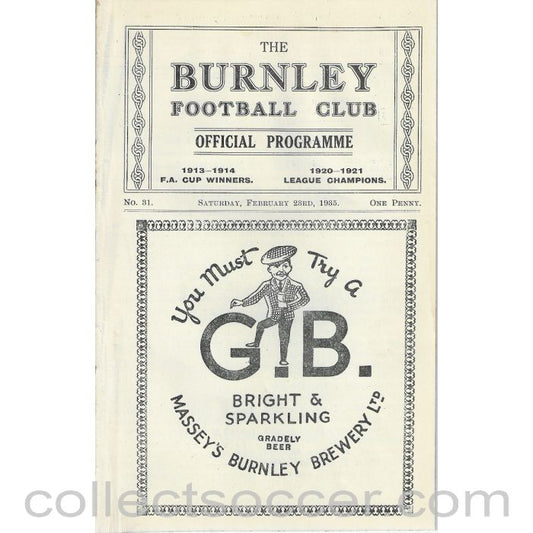 THE
BURNLEY
FOOTBALL CLUB
OFFICIAL PROGRAMME
1913-1914 1920-1921
F.A. CUP WINNERS. LEAGUE CHAMPIONS.
No. 31. SATURDAY, FEBRUARY 23RD, 1935. ONE PENNY.
You Must Try A
G.B.
BRIGHT &
SPARKLING
GRADELY
BEER
MASSEY'S BURNLEY BREWERY LTD
collectsoccer.com